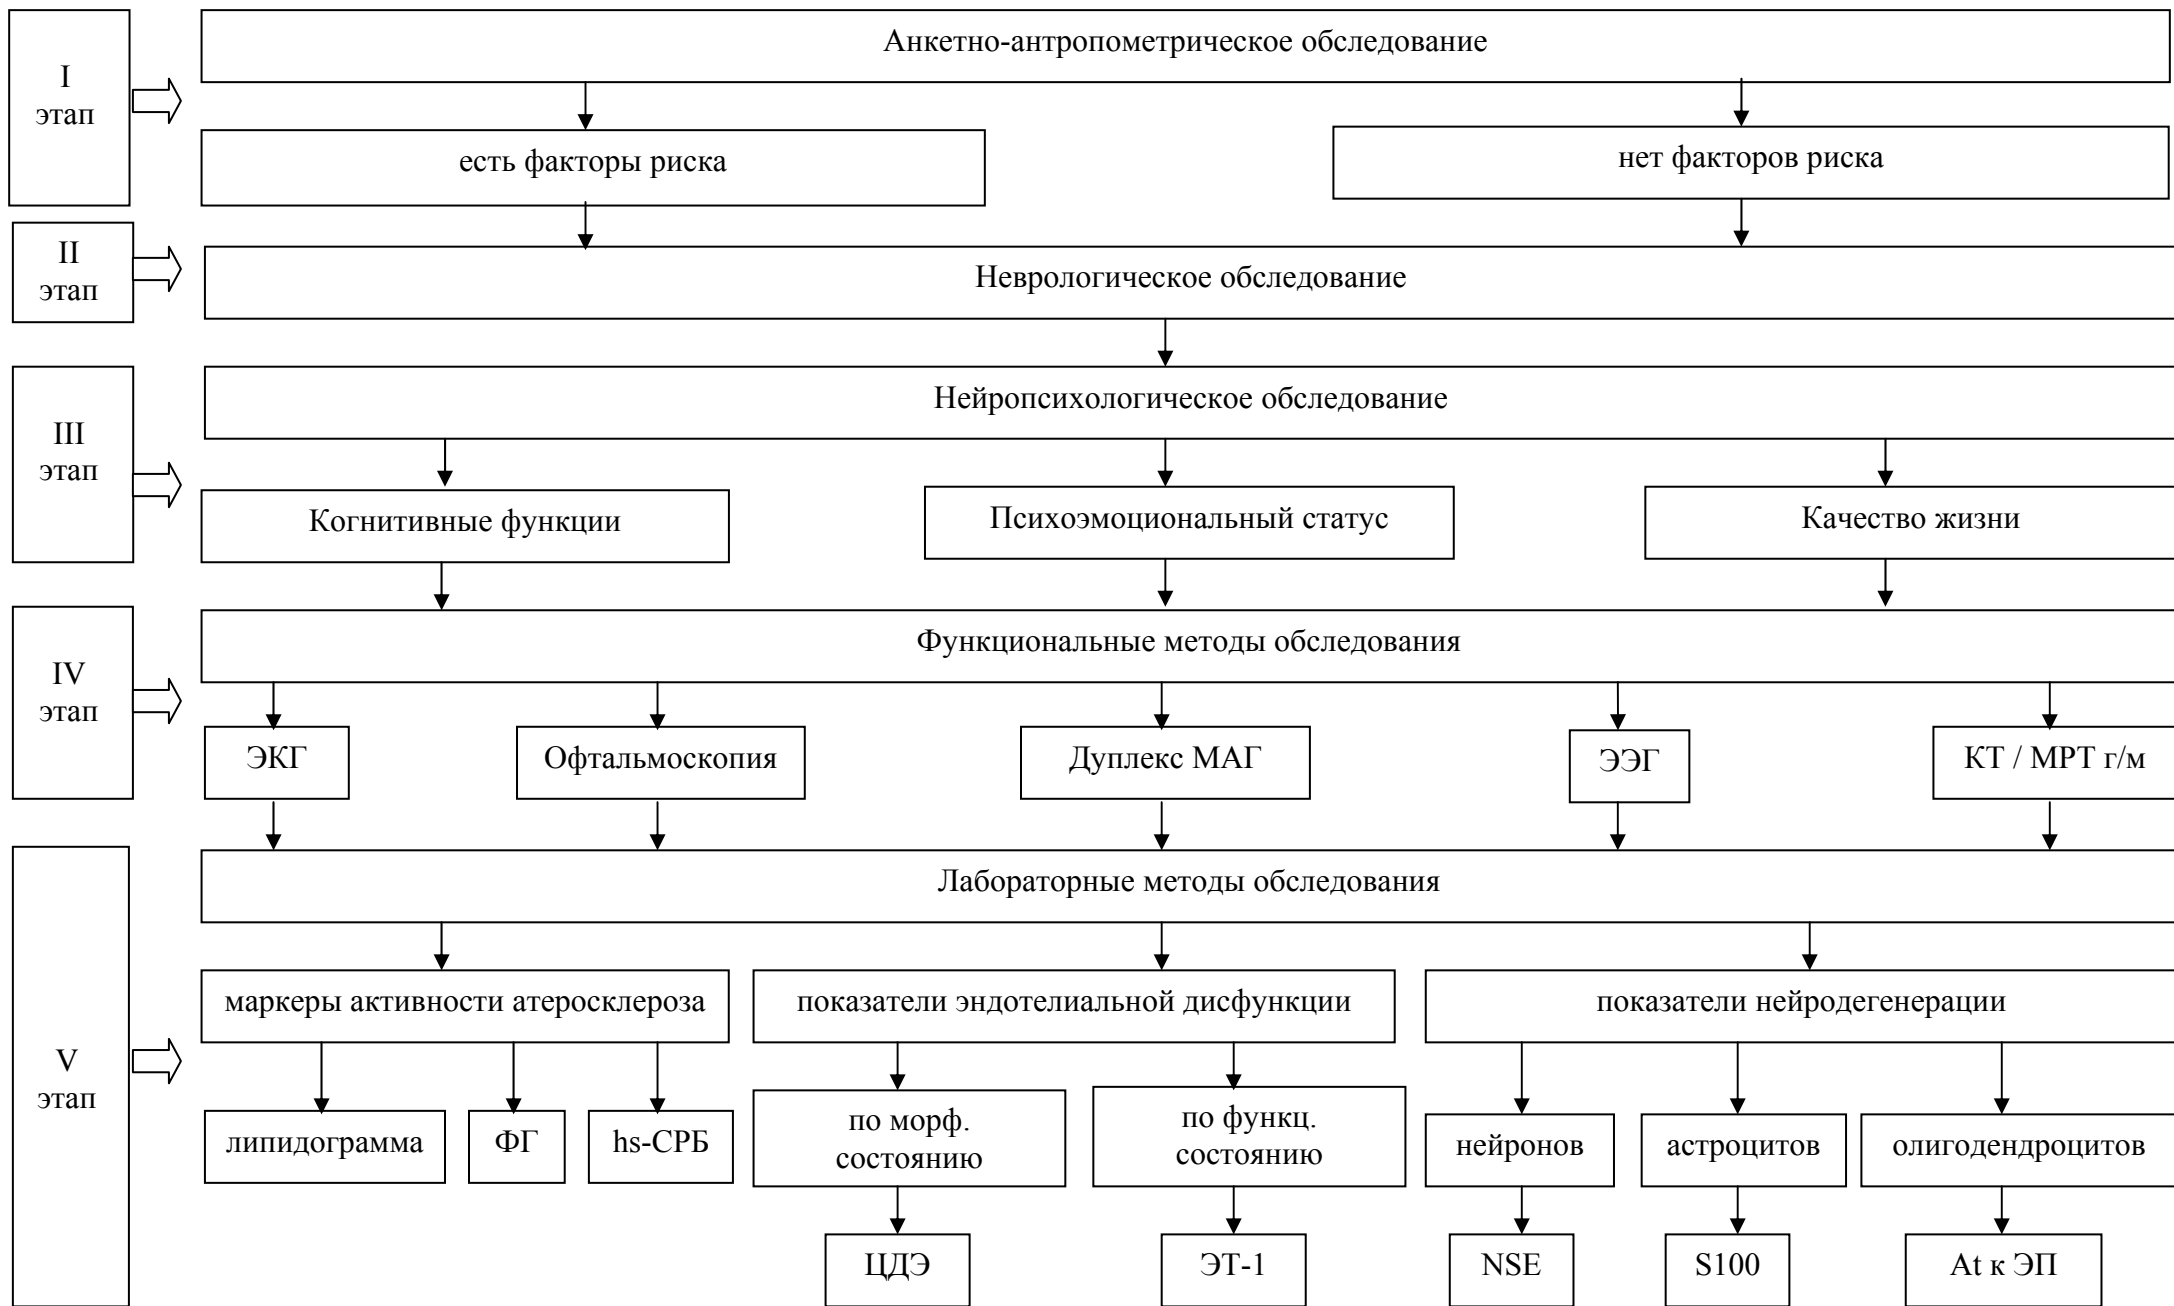 I
этап
Анкетно-антропометрическое обследование
есть факторы риска
нет факторов риска
II
этап
Неврологическое обследование
III
этап
Нейропсихологическое обследование
Когнитивные функции
Психоэмоциональный статус
Качество жизни
IV
этап
Функциональные методы обследования
ЭКГ
Офтальмоскопия
Дуплекс МАГ
ЭЭГ
КТ / МРТ г/м
V
этап
Лабораторные методы обследования
маркеры активности атеросклероза
показатели эндотелиальной дисфункции
показатели нейродегенерации
липидограмма
ФГ
hs-СРБ
по морф.
состоянию
по функц.
состоянию
нейронов
астроцитов
олигодендроцитов
ЦДЭ
ЭТ-1
NSE
S100
At к ЭП